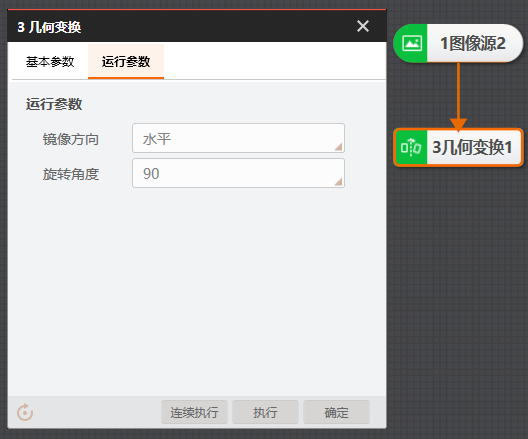 3 几何变换
基本参数 运行参数
运行参数
镜像方向 水平
旋转角度 90
连续执行 执行 确定
1图像源2
3几何变换1